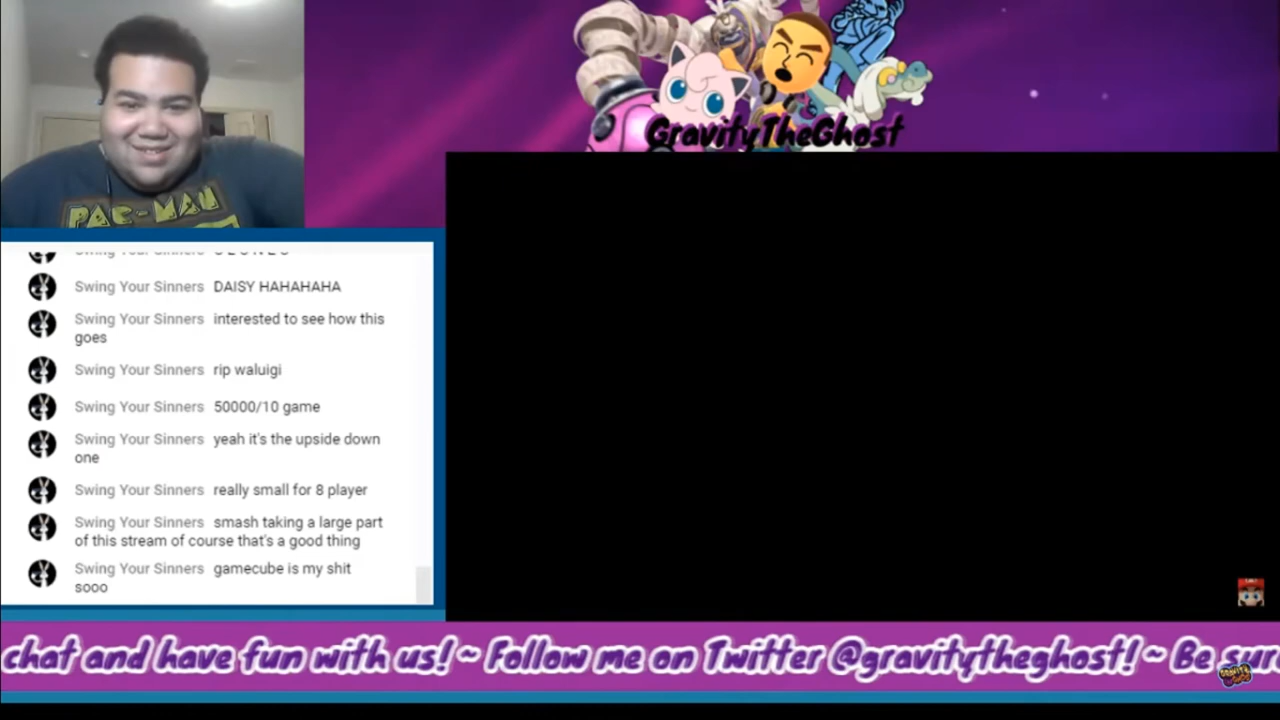 GravityTheGhost
PAC-MAN
Swing Your Sinners
Swing Your Sinners DAISY HAHAHAHA
Swing Your Sinners interested to see how this
goes
Swing Your Sinners rip waluigi
Swing Your Sinners 50000/10 game
Swing Your Sinners yeah it's the upside down
one
Swing Your Sinners really small for 8 player
Swing Your Sinners smash taking a large part
of this stream of course that's a good thing
Swing Your Sinners gamecube is my shit
sooo
chat and have fun with us! ~ Follow me on Twitter @gravitytheghost! ~ Be sur